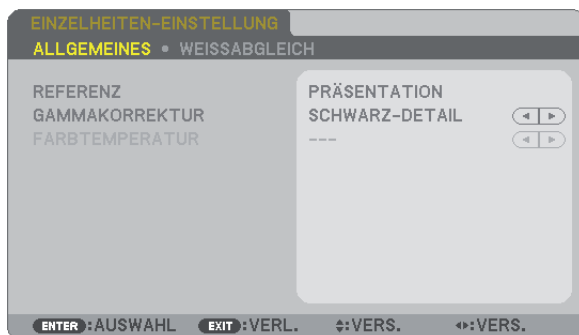 EINZELHEITEN-EINSTELLUNG
ALLGEMEINES • WEISSABGLEICH
REFERENZ PRÄSENTATION
GAMMAKORREKTUR SCHWARZ-DETAIL
FARBTEMPERATUR ---
ENTER:AUSWAHL EXIT:VERL. :VERS. :VERS.